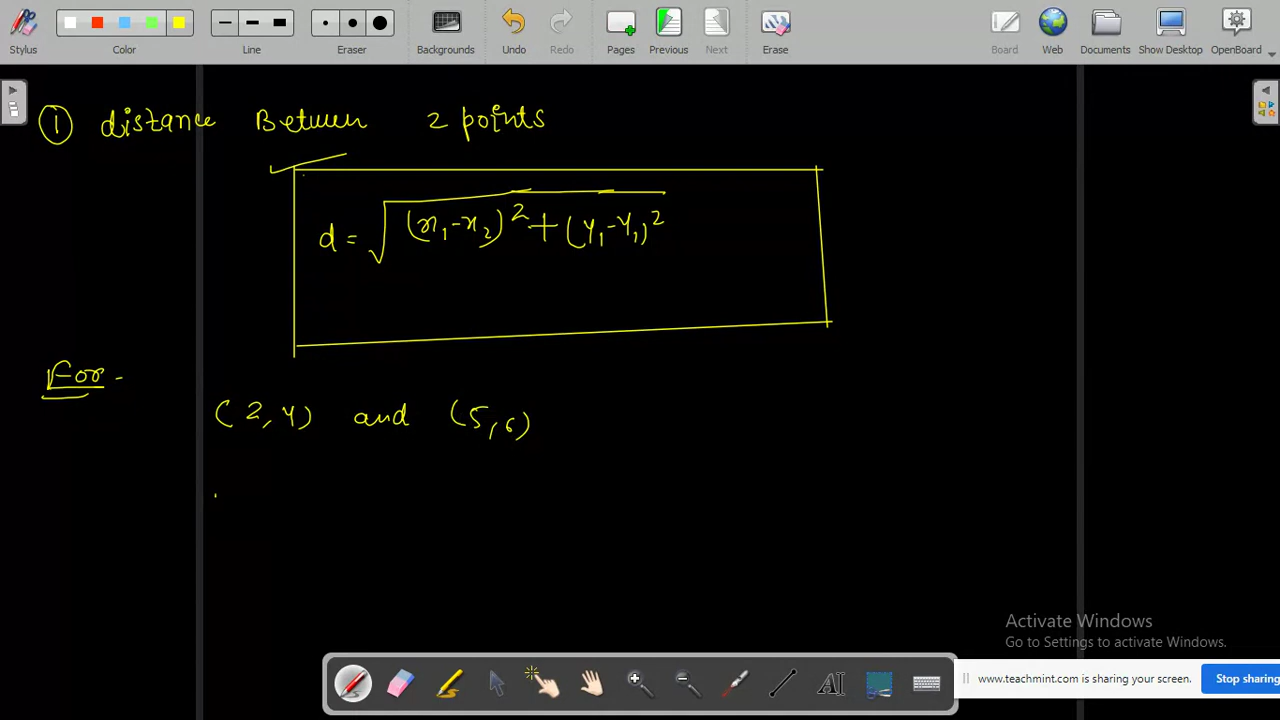 Stylus Color Line Eraser Backgrounds Undo Redo Pages Previous Next Erase Board Web Documents Show Desktop OpenBoard
① distance Between 2 points
d = √(x₁-x₂)² + (y₁-y₁)²
For -
(2, 4) and (5, 6)
Activate Windows
Go to Settings to activate Windows.
www.teachmint.com is sharing your screen. Stop sharing